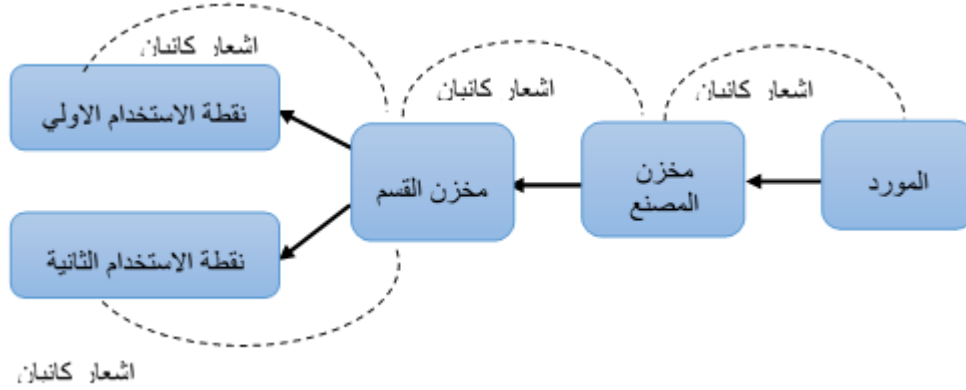 اشعار كانبان
اشعار كانبان
اشعار كانبان
نقطة الاستخدام الاولي
المورد
مخزن
المصنع
مخزن القسم
نقطة الاستخدام الثانية
اشعار كانبان